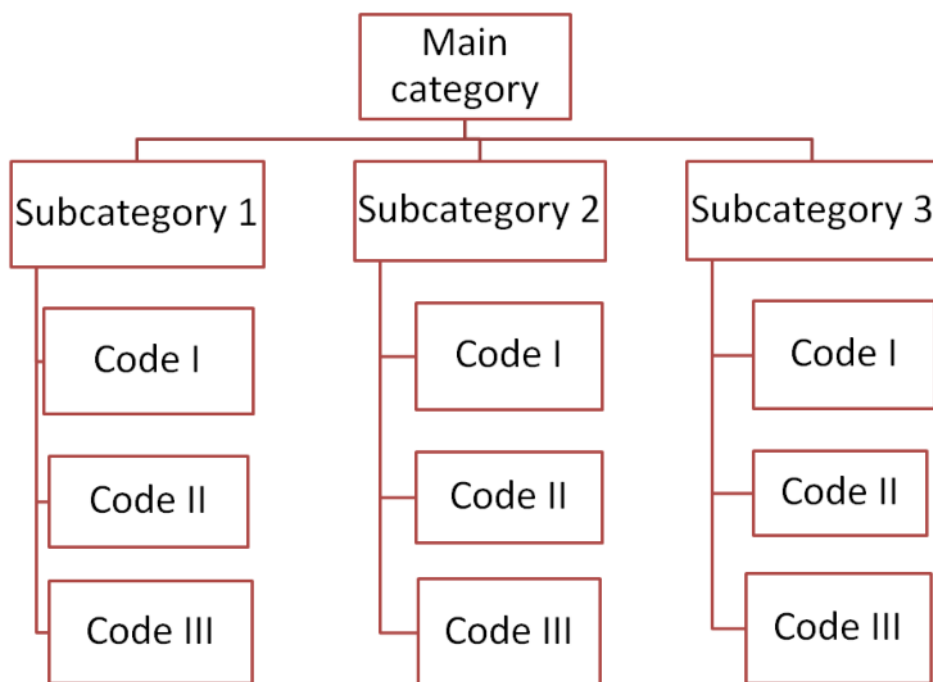 Main
category
Subcategory 1
Subcategory 2
Subcategory 3
Code I
Code I
Code I
Code II
Code II
Code II
Code III
Code III
Code III